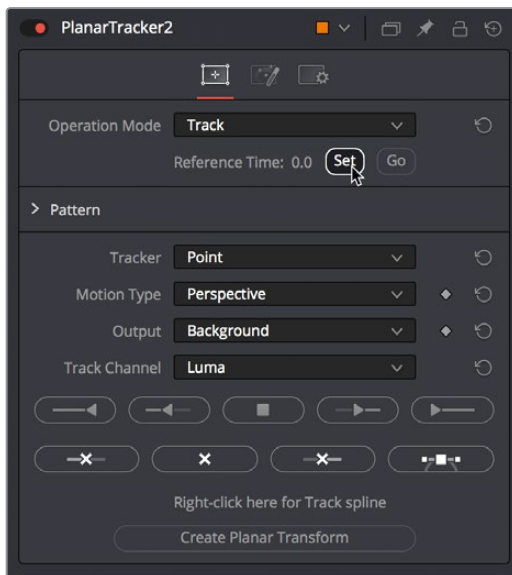 PlanarTracker2
Operation Mode Track
Reference Time: 0.0 Set Go
> Pattern
Tracker Point
Motion Type Perspective
Output Background
Track Channel Luma
Right-click here for Track spline
Create Planar Transform